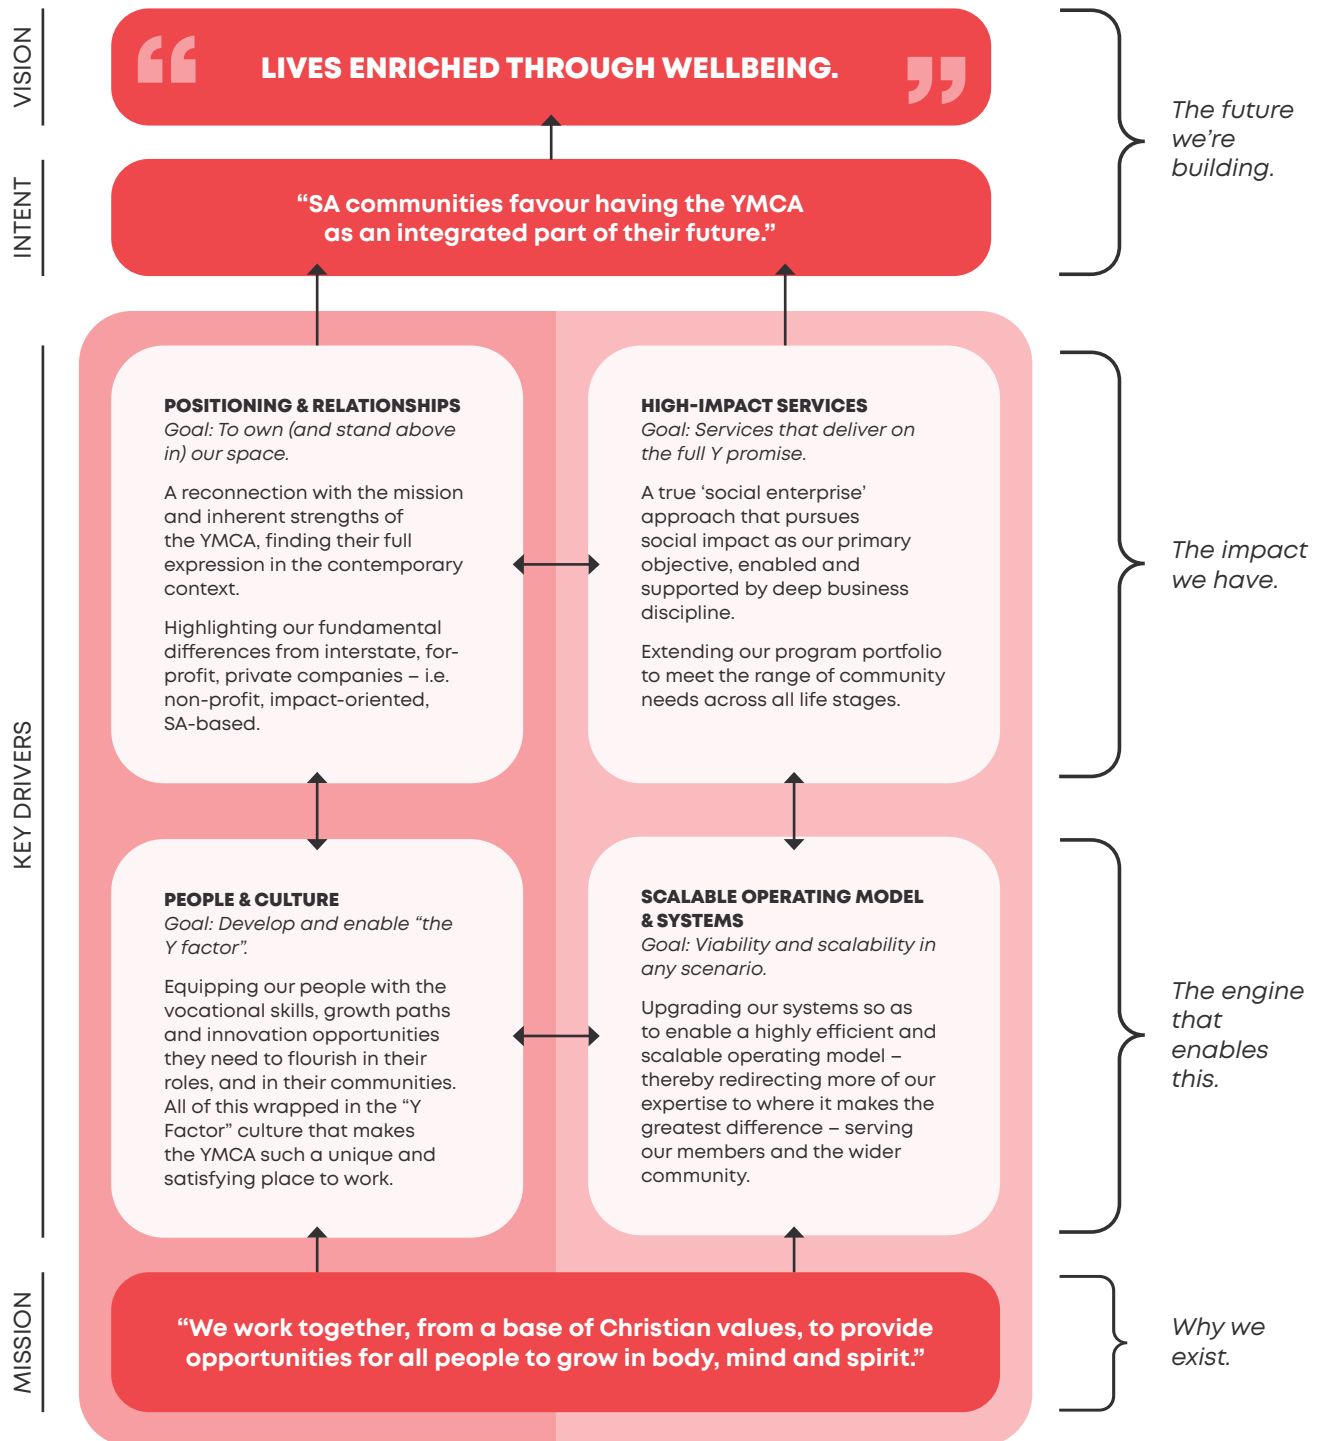 VISION
“
LIVES ENRICHED THROUGH WELLBEING.
”
The future
we’re
building.
INTENT
“SA communities favour having the YMCA
as an integrated part of their future.”
KEY DRIVERS
POSITIONING & RELATIONSHIPS
Goal: To own (and stand above
in) our space.
A reconnection with the mission
and inherent strengths of
the YMCA, finding their full
expression in the contemporary
context.
Highlighting our fundamental
differences from interstate, for-
profit, private companies – i.e.
non-profit, impact-oriented,
SA-based.
HIGH-IMPACT SERVICES
Goal: Services that deliver on
the full Y promise.
A true ‘social enterprise’
approach that pursues
social impact as our primary
objective, enabled and
supported by deep business
discipline.
Extending our program portfolio
to meet the range of community
needs across all life stages.
The impact
we have.
PEOPLE & CULTURE
Goal: Develop and enable “the
Y factor”.
Equipping our people with the
vocational skills, growth paths
and innovation opportunities
they need to flourish in their
roles, and in their communities.
All of this wrapped in the “Y
Factor” culture that makes
the YMCA such a unique and
satisfying place to work.
SCALABLE OPERATING MODEL
& SYSTEMS
Goal: Viability and scalability in
any scenario.
Upgrading our systems so as
to enable a highly efficient and
scalable operating model –
thereby redirecting more of our
expertise to where it makes the
greatest difference – serving
our members and the wider
community.
The engine
that
enables
this.
MISSION
“We work together, from a base of Christian values, to provide
opportunities for all people to grow in body, mind and spirit.”
Why we
exist.